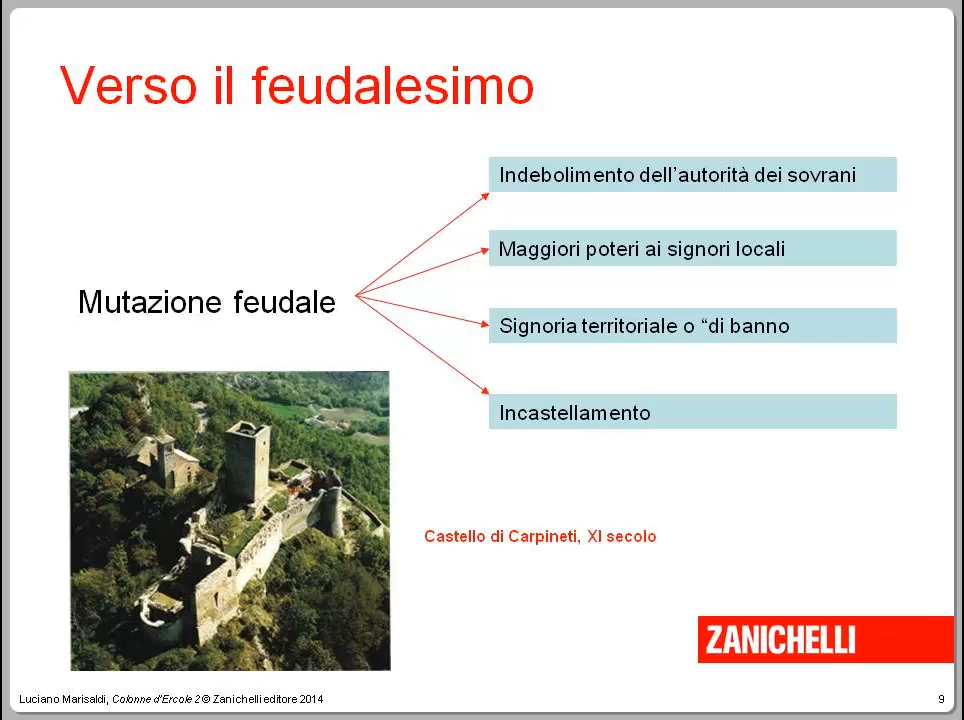 Verso il feudalesimo
Indebolimento dell’autorità dei sovrani
Maggiori poteri ai signori locali
Mutazione feudale
Signoria territoriale o “di banno
Incastellamento
Castello di Carpineti, XI secolo
ZANICHELLI
Luciano Marisaldi, Colonne d’Ercole 2 © Zanichelli editore 2014
9